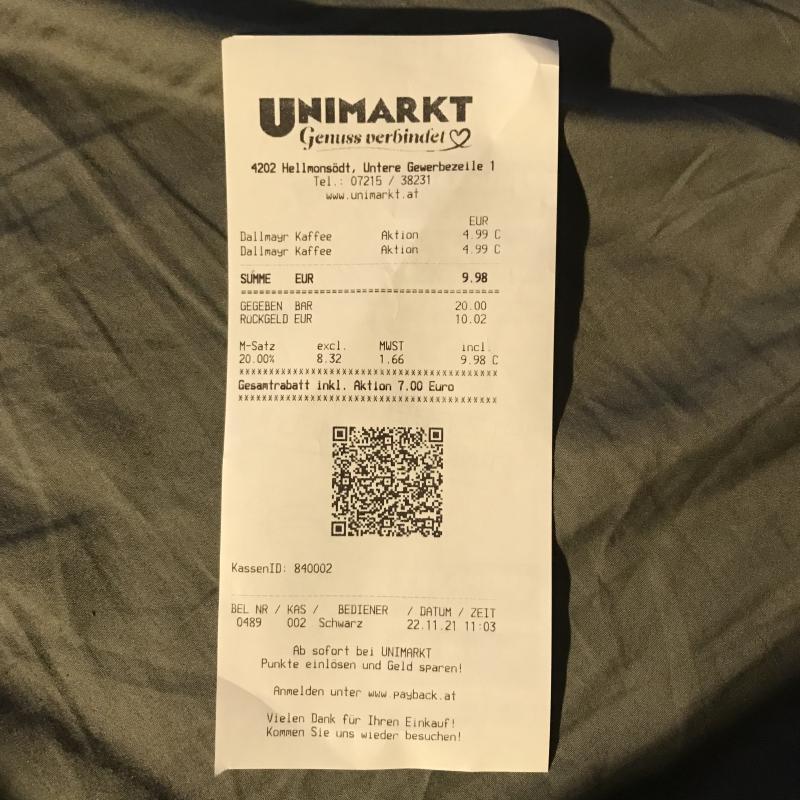 UNIMARKT
Genuss verbindet
4202 Hellmonsödt, Untere Gewerbezeile 1
Tel.: 07215 / 38231
www.unimarkt.at
EUR
Dallmayr Kaffee Aktion 4.99 C
Dallmayr Kaffee Aktion 4.99 C
SUMME EUR 9.98
========================================
GEGEBEN BAR 20.00
RÜCKGELD EUR 10.02
M-Satz excl. MWST incl.
20.00% 8.32 1.66 9.98 C
xxxxxxxxxxxxxxxxxxxxxxxxxxxxxxxxxxxxxxxxxx
Gesamtrabatt inkl. Aktion 7.00 Euro
xxxxxxxxxxxxxxxxxxxxxxxxxxxxxxxxxxxxxxxxxx
KassenID: 840002
BEL NR / KAS / BEDIENER / DATUM / ZEIT
0489 002 Schwarz 22.11.21 11:03
Ab sofort bei UNIMARKT
Punkte einlösen und Geld sparen!
Anmelden unter www.payback.at
Vielen Dank für Ihren Einkauf!
Kommen Sie uns wieder besuchen!